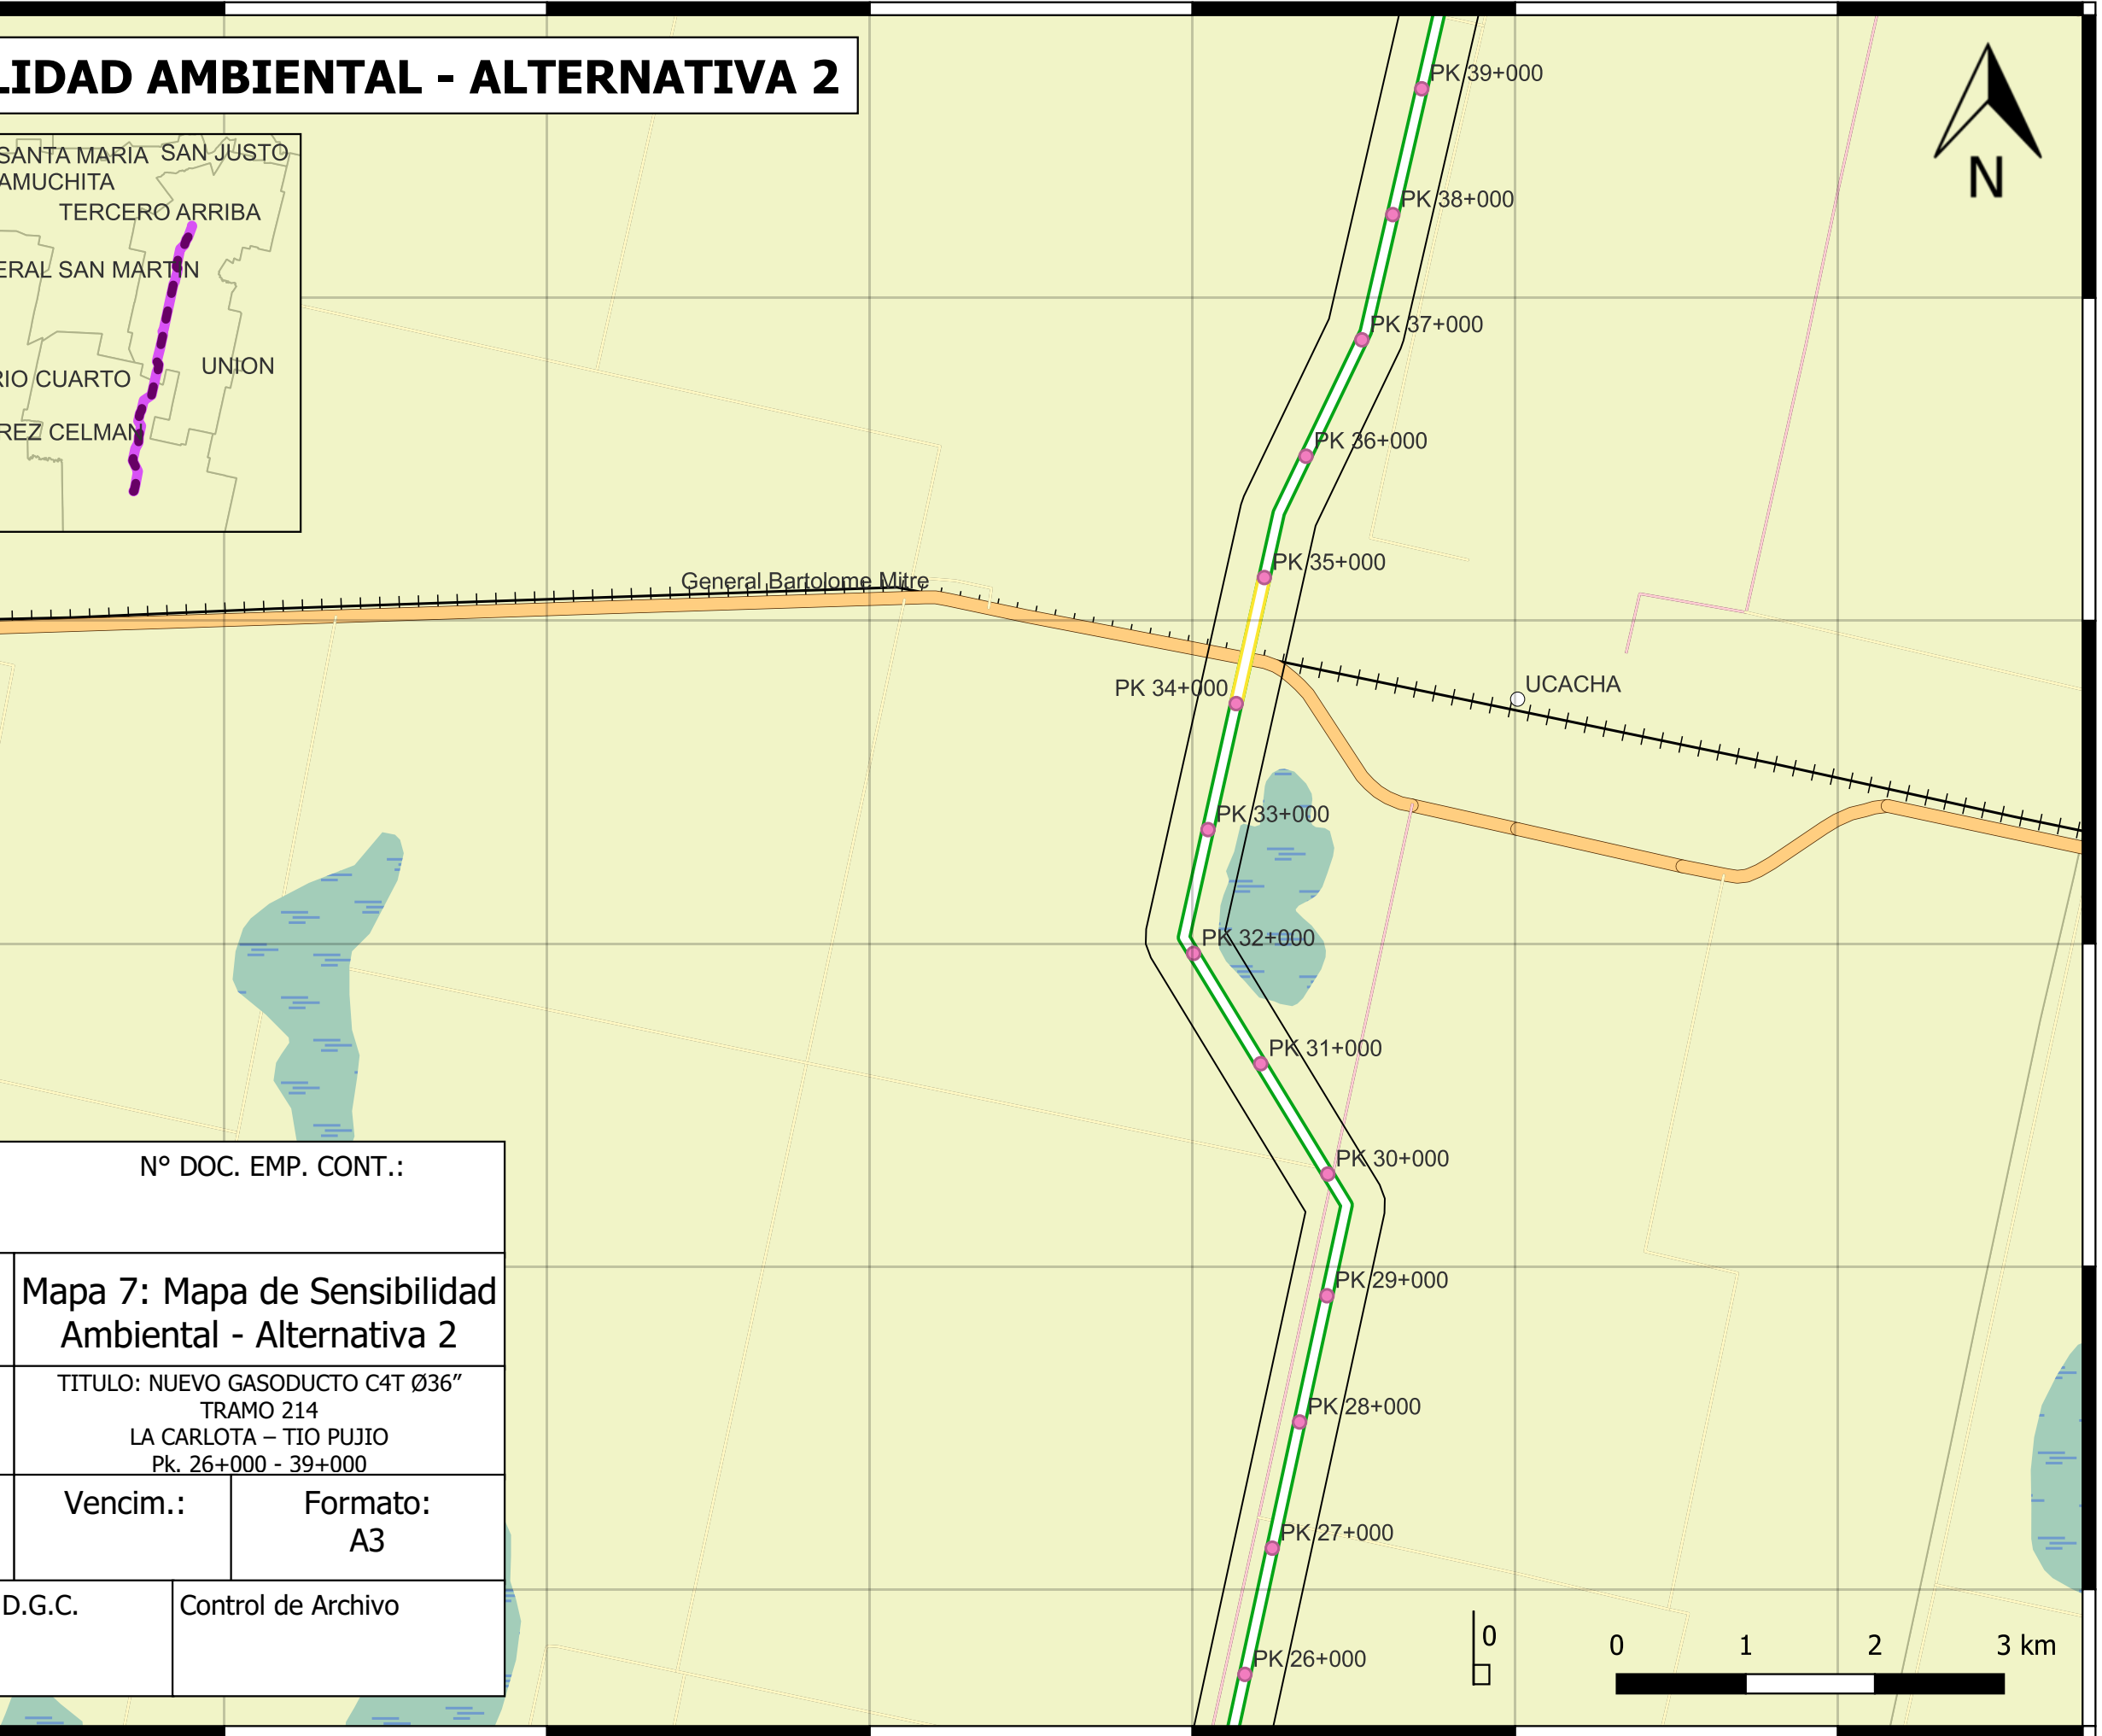 LIDAD AMBIENTAL - ALTERNATIVA 2
SANTA MARIA
SAN JUSTO
AMUCHITA
TERCERO ARRIBA
ERAL SAN MARTIN
UNION
RIO CUARTO
REZ CELMAN
N
PK 39+000
PK 38+000
PK 37+000
PK 36+000
PK 35+000
General Bartolome Mitre
PK 34+000
UCACHA
PK 33+000
PK 32+000
PK 31+000
PK 30+000
PK 29+000
PK 28+000
PK 27+000
PK 26+000
N° DOC. EMP. CONT.:
Mapa 7: Mapa de Sensibilidad
Ambiental - Alternativa 2
TITULO: NUEVO GASODUCTO C4T Ø36”
TRAMO 214
LA CARLOTA – TIO PUJIO
Pk. 26+000 - 39+000
Vencim.:
Formato:
A3
D.G.C.
Control de Archivo
0
0 1 2 3 km